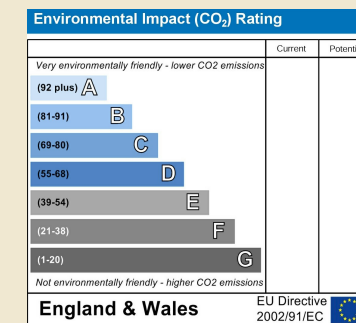 Environmental Impact (CO₂) Rating
Current
Very environmentally friendly - lower CO2 emissions
(92 plus) A
(81-91) B
(69-80) C
(55-68) D
(39-54) E
(21-38) F
(1-20) G
Not environmentally friendly - higher CO2 emissions
England & Wales
EU Directive
2002/91/EC